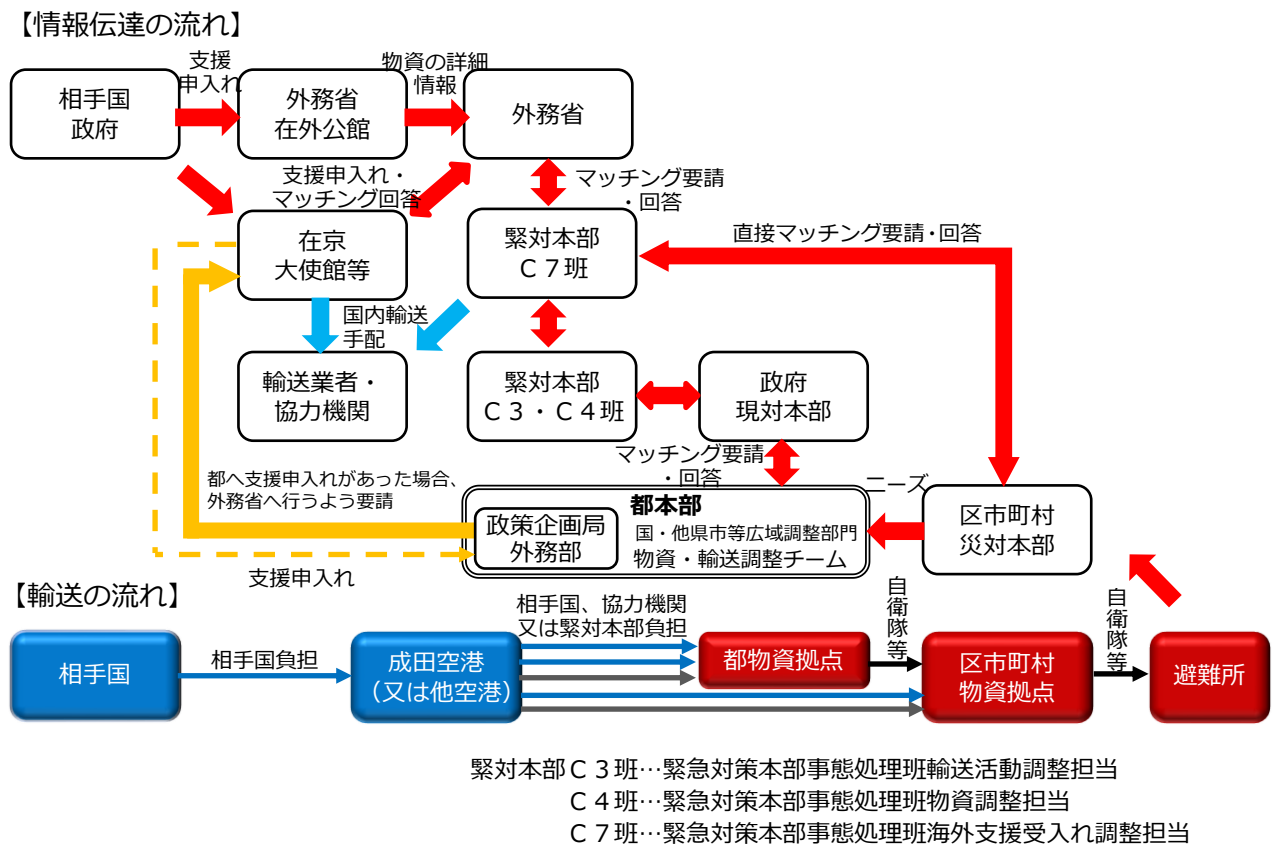 【情報伝達の流れ】
支援
申入れ
物資の詳細
情報
相手国
政府
外務省
在外公館
外務省
支援申入れ・
マッチング回答
マッチング要請
・回答
在京
大使館等
緊対本部
Ｃ７班
直接マッチング要請・回答
国内輸送
手配
輸送業者・
協力機関
緊対本部
Ｃ３・Ｃ４班
政府
現対本部
マッチング要請
・回答
都へ支援申入れがあった場合、
外務省へ行うよう要請
ニーズ
都本部
政策企画局
外務部
国・他県市等広域調整部門
物資・輸送調整チーム
区市町村
災対本部
支援申入れ
【輸送の流れ】
相手国、協力機関
又は緊対本部負担
自衛隊等
自衛隊等
相手国
相手国負担
成田空港
（又は他空港）
都物資拠点
区市町村
物資拠点
避難所
緊対本部Ｃ３班…緊急対策本部事態処理班輸送活動調整担当
Ｃ４班…緊急対策本部事態処理班物資調整担当
Ｃ７班…緊急対策本部事態処理班海外支援受入れ調整担当